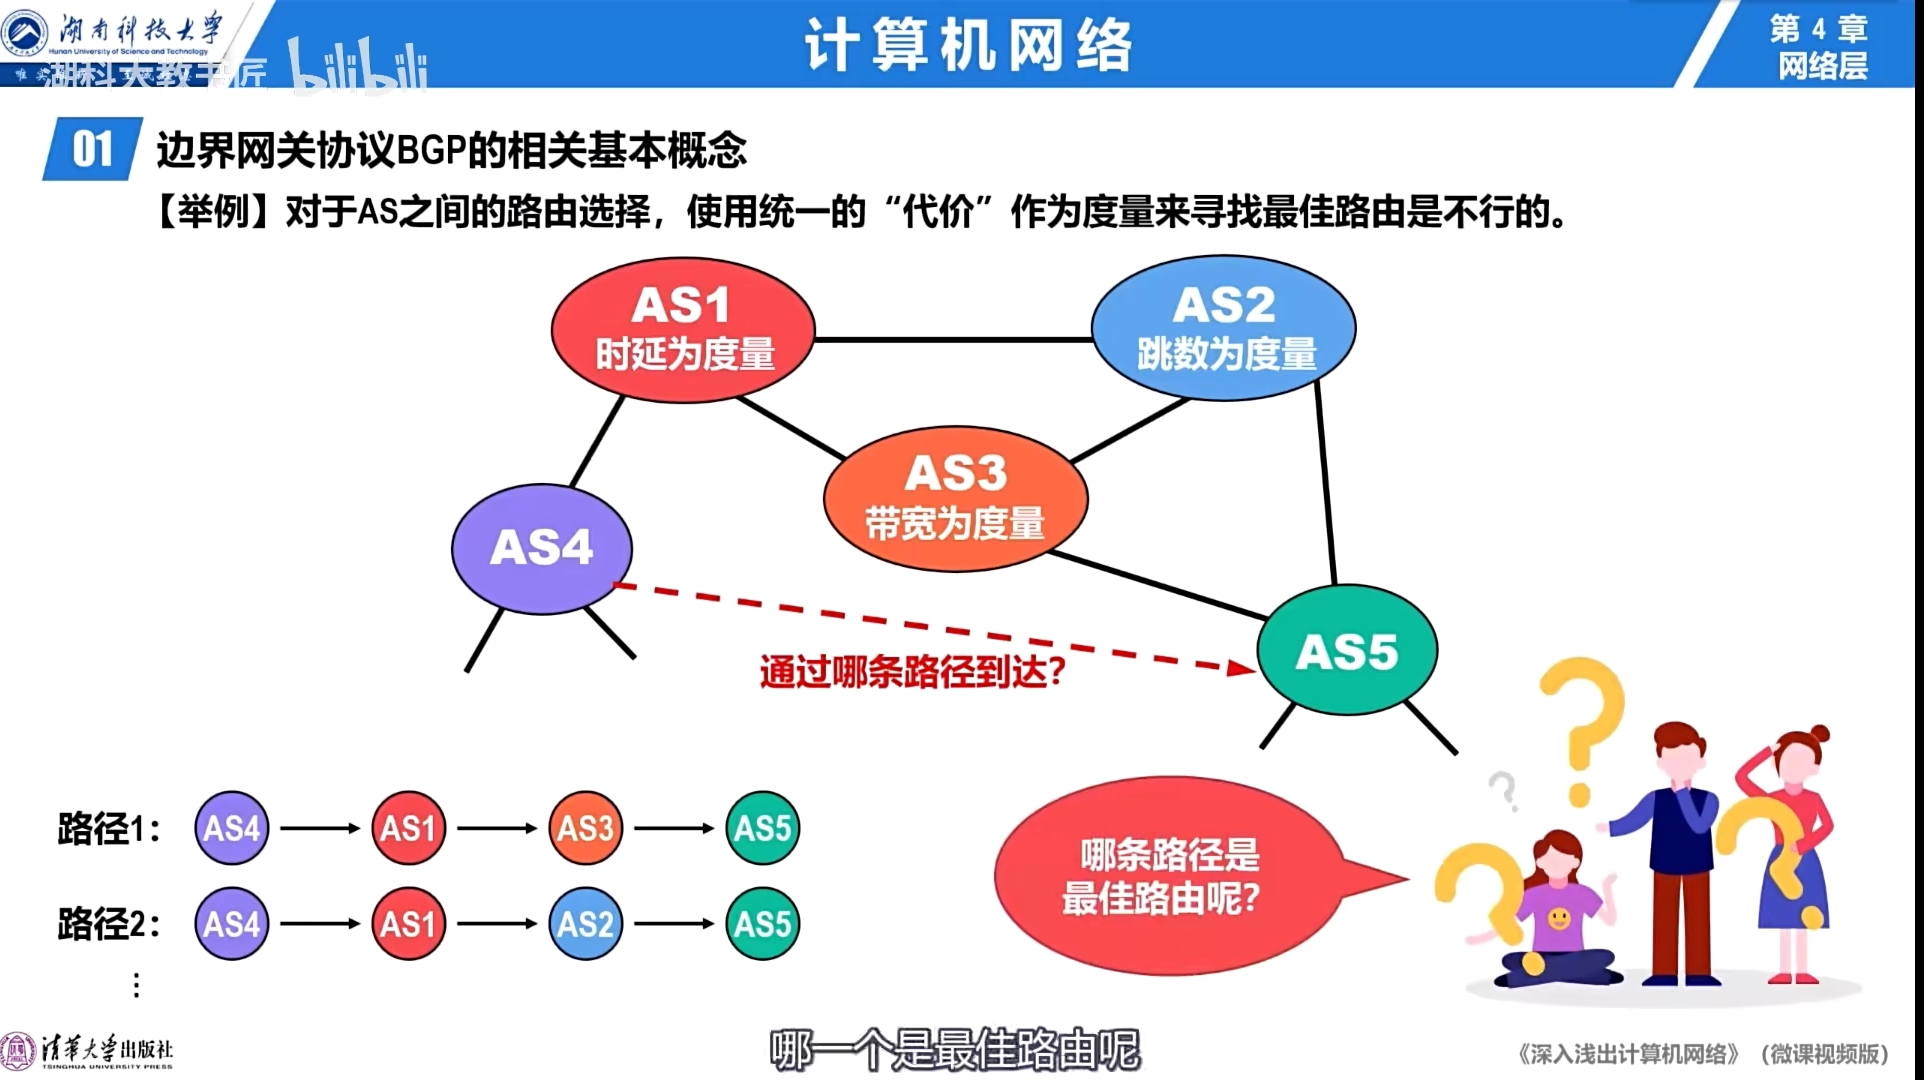 湖南科技大学
Hunan University of Science and Technology
湖科大教书匠 bilibili
计算机网络
第 4 章
网络层
01 边界网关协议BGP的相关基本概念
【举例】对于AS之间的路由选择，使用统一的“代价”作为度量来寻找最佳路由是不行的。
AS1
时延为度量
AS2
跳数为度量
AS3
带宽为度量
AS4
AS5
通过哪条路径到达？
路径1： AS4 AS1 AS3 AS5
路径2： AS4 AS1 AS2 AS5
⋮
哪条路径是
最佳路由呢？
哪一个是最佳路由呢
清华大学出版社
TSINGHUA UNIVERSITY PRESS
《深入浅出计算机网络》（微课视频版）